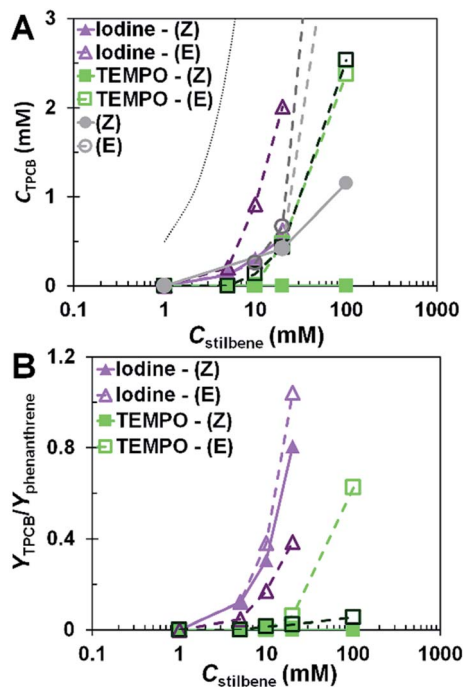 A
3
Iodine - (Z)
Iodine - (E)
TEMPO - (Z)
TEMPO - (E)
(Z)
(E)
2
1
0
C_TPCB (mM)
0.1 1 10 100 1000
C_stilbene (mM)
B
1.2
Iodine - (Z)
Iodine - (E)
TEMPO - (Z)
TEMPO - (E)
0.8
0.4
0
Y_TPCB/Y_phenanthrene
0.1 1 10 100 1000
C_stilbene (mM)